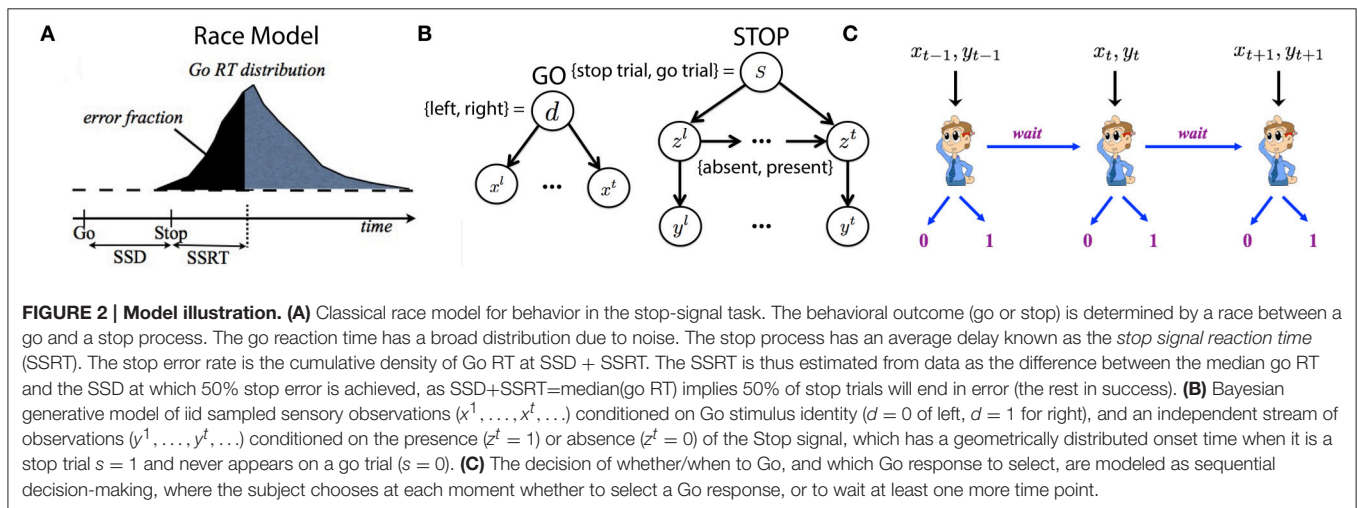 A
Race Model
Go RT distribution
error fraction
time
Go
Stop
SSD
SSRT
B
STOP
{stop trial, go trial} = s
GO
{left, right} = d
z^l ... z^t
{absent, present}
x^l ... x^t
y^l ... y^t
C
x_{t−1}, y_{t−1} x_t, y_t x_{t+1}, y_{t+1}
wait wait
0 1 0 1 0 1
FIGURE 2 | Model illustration. (A) Classical race model for behavior in the stop-signal task. The behavioral outcome (go or stop) is determined by a race between a
go and a stop process. The go reaction time has a broad distribution due to noise. The stop process has an average delay known as the stop signal reaction time
(SSRT). The stop error rate is the cumulative density of Go RT at SSD + SSRT. The SSRT is thus estimated from data as the difference between the median go RT
and the SSD at which 50% stop error is achieved, as SSD+SSRT=median(go RT) implies 50% of stop trials will end in error (the rest in success). (B) Bayesian
generative model of iid sampled sensory observations (x^1, . . . , x^t, . . .) conditioned on Go stimulus identity (d = 0 of left, d = 1 for right), and an independent stream of
observations (y^1, . . . , y^t, . . .) conditioned on the presence (z^t = 1) or absence (z^t = 0) of the Stop signal, which has a geometrically distributed onset time when it is a
stop trial s = 1 and never appears on a go trial (s = 0). (C) The decision of whether/when to Go, and which Go response to select, are modeled as sequential
decision-making, where the subject chooses at each moment whether to select a Go response, or to wait at least one more time point.